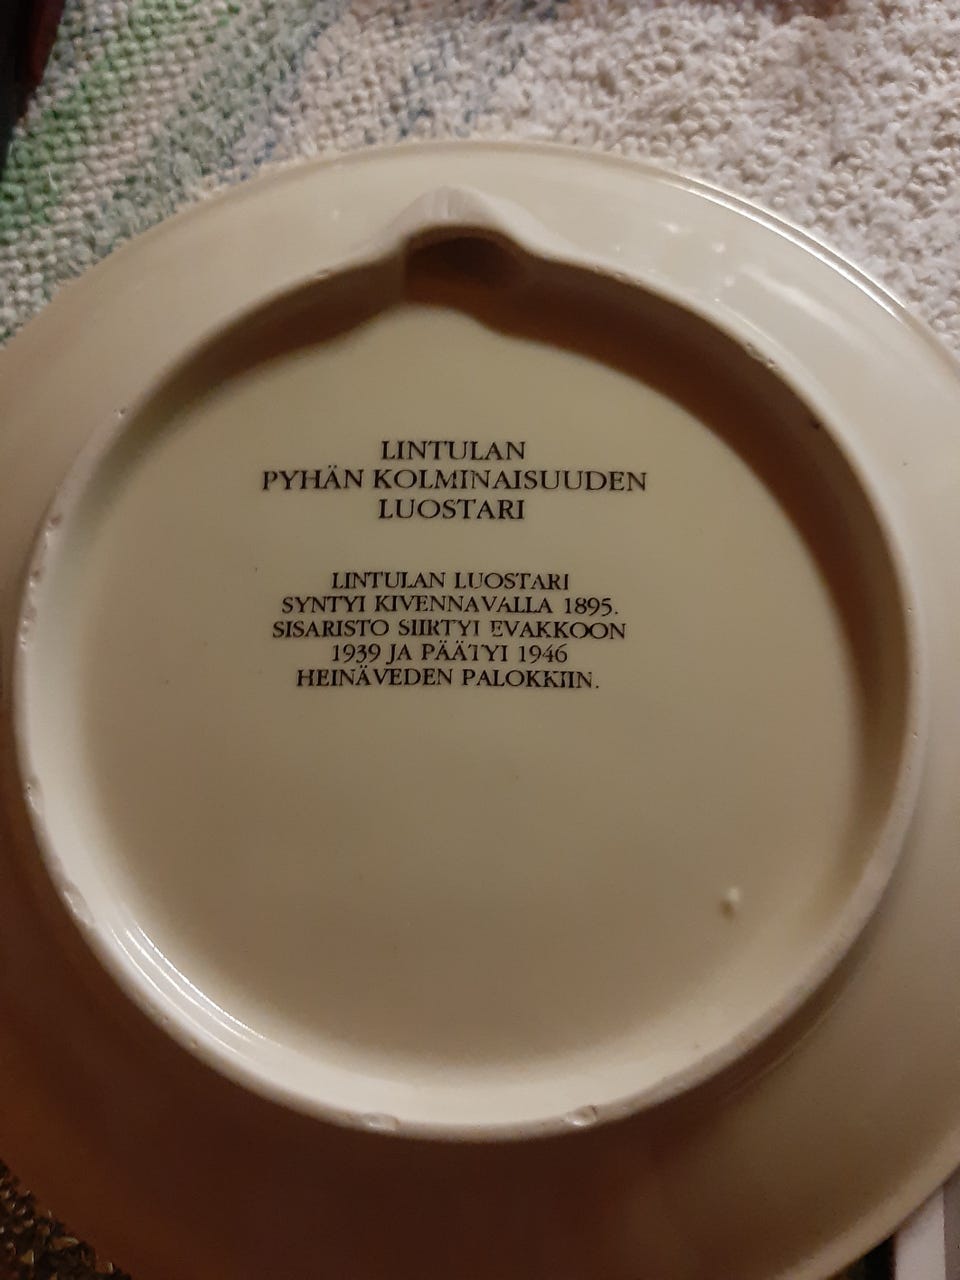 LINTULAN
PYHÄN KOLMINAISUUDEN
LUOSTARI
LINTULAN LUOSTARI
SYNTYI KIVENNAVALLA 1895.
SISARISTO SIIRTYI EVAKKOON
1939 JA PÄÄTYI 1946
HEINÄVEDEN PALOKKIIN.